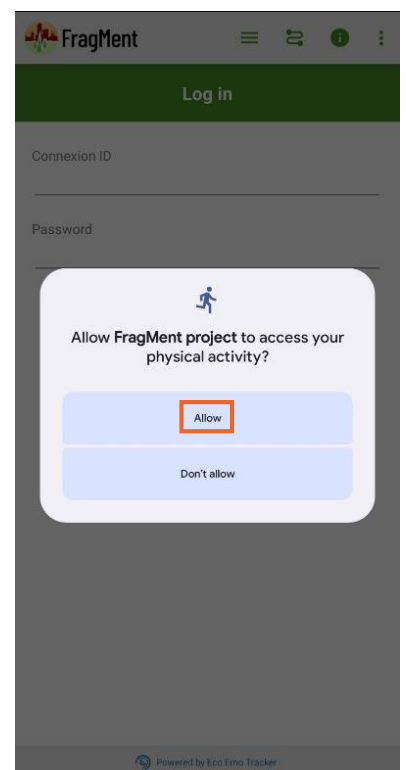 FragMent
Log in
Connexion ID
Password
Allow FragMent project to access your
physical activity?
Allow
Don't allow
Powered by Eco Emo Tracker